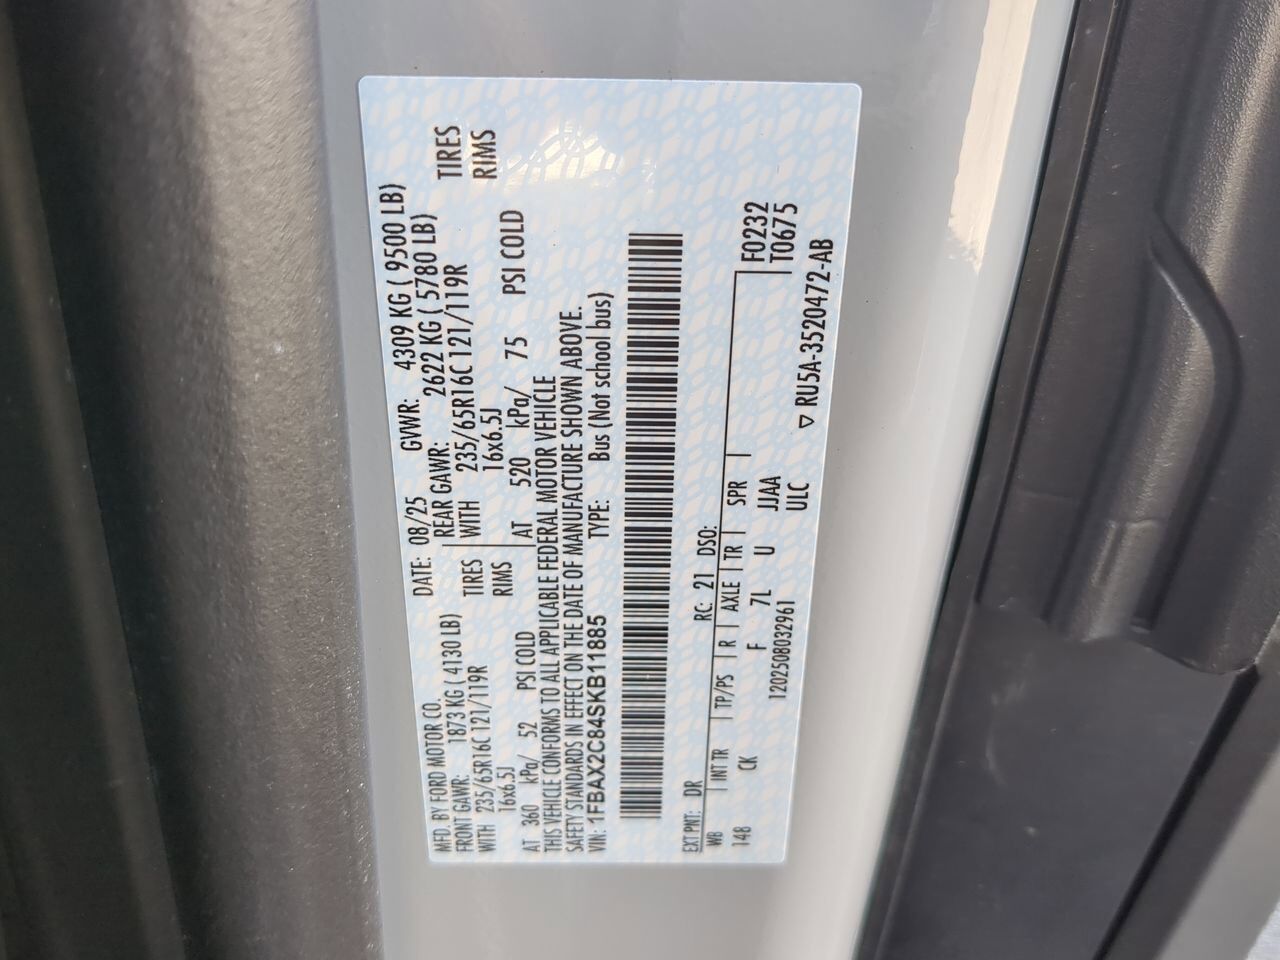 MFD. BY FORD MOTOR CO. DATE: 08/25 GVWR: 4309 KG ( 9500 LB)
FRONT GAWR: 1873 KG ( 4130 LB) REAR GAWR: 2622 KG ( 5780 LB)
WITH 235/65R16C 121/119R TIRES WITH 235/65R16C 121/119R TIRES
16x6.5J RIMS 16x6.5J RIMS
AT 360 kPa/ 52 PSI COLD AT 520 kPa/ 75 PSI COLD
THIS VEHICLE CONFORMS TO ALL APPLICABLE FEDERAL MOTOR VEHICLE
SAFETY STANDARDS IN EFFECT ON THE DATE OF MANUFACTURE SHOWN ABOVE.
VIN: 1FBAX2C84SKB11885 TYPE: Bus (Not school bus)
EXT PNT: DR RC: 21 DSO:
WB INT TR TP/PS R AXLE TR SPR F0232
148 CK F 7L U JJAA T0675
1202508032961 ULC
▽ RU5A-3520472-AB